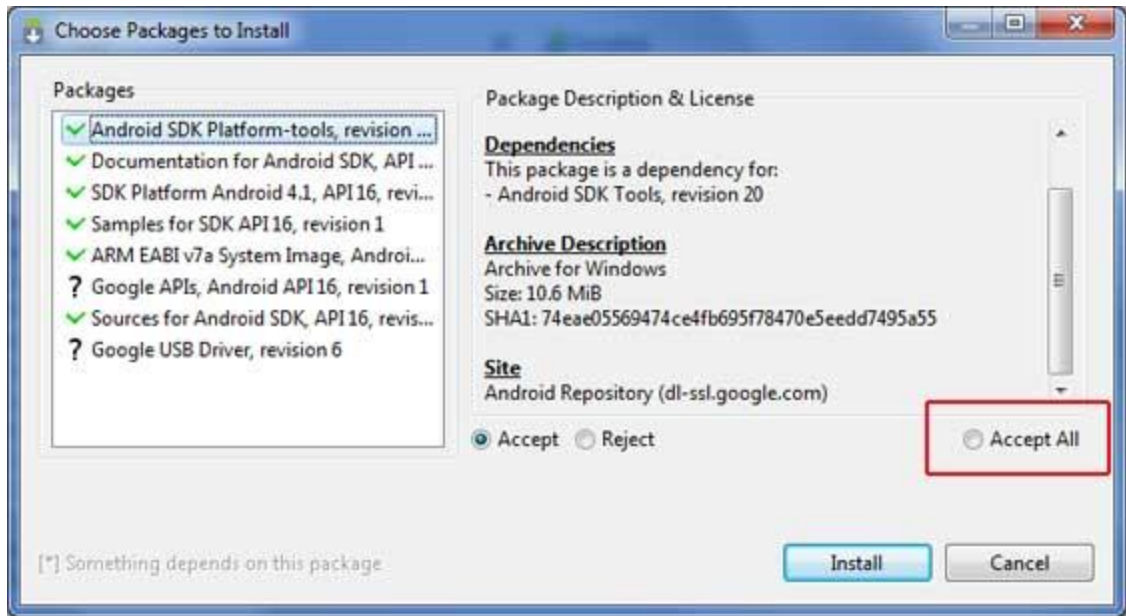 Choose Packages to Install
Packages
Android SDK Platform-tools, revision ...
Documentation for Android SDK, API ...
SDK Platform Android 4.1, API 16, revi...
Samples for SDK API 16, revision 1
ARM EABI v7a System Image, Androi...
? Google APIs, Android API 16, revision 1
Sources for Android SDK, API 16, revis...
? Google USB Driver, revision 6
Package Description & License
Dependencies
This package is a dependency for:
- Android SDK Tools, revision 20
Archive Description
Archive for Windows
Size: 10.6 MiB
SHA1: 74eae05569474ce4fb695f78470e5eedd7495a55
Site
Android Repository (dl-ssl.google.com)
Accept Reject Accept All
[*] Something depends on this package
Install Cancel